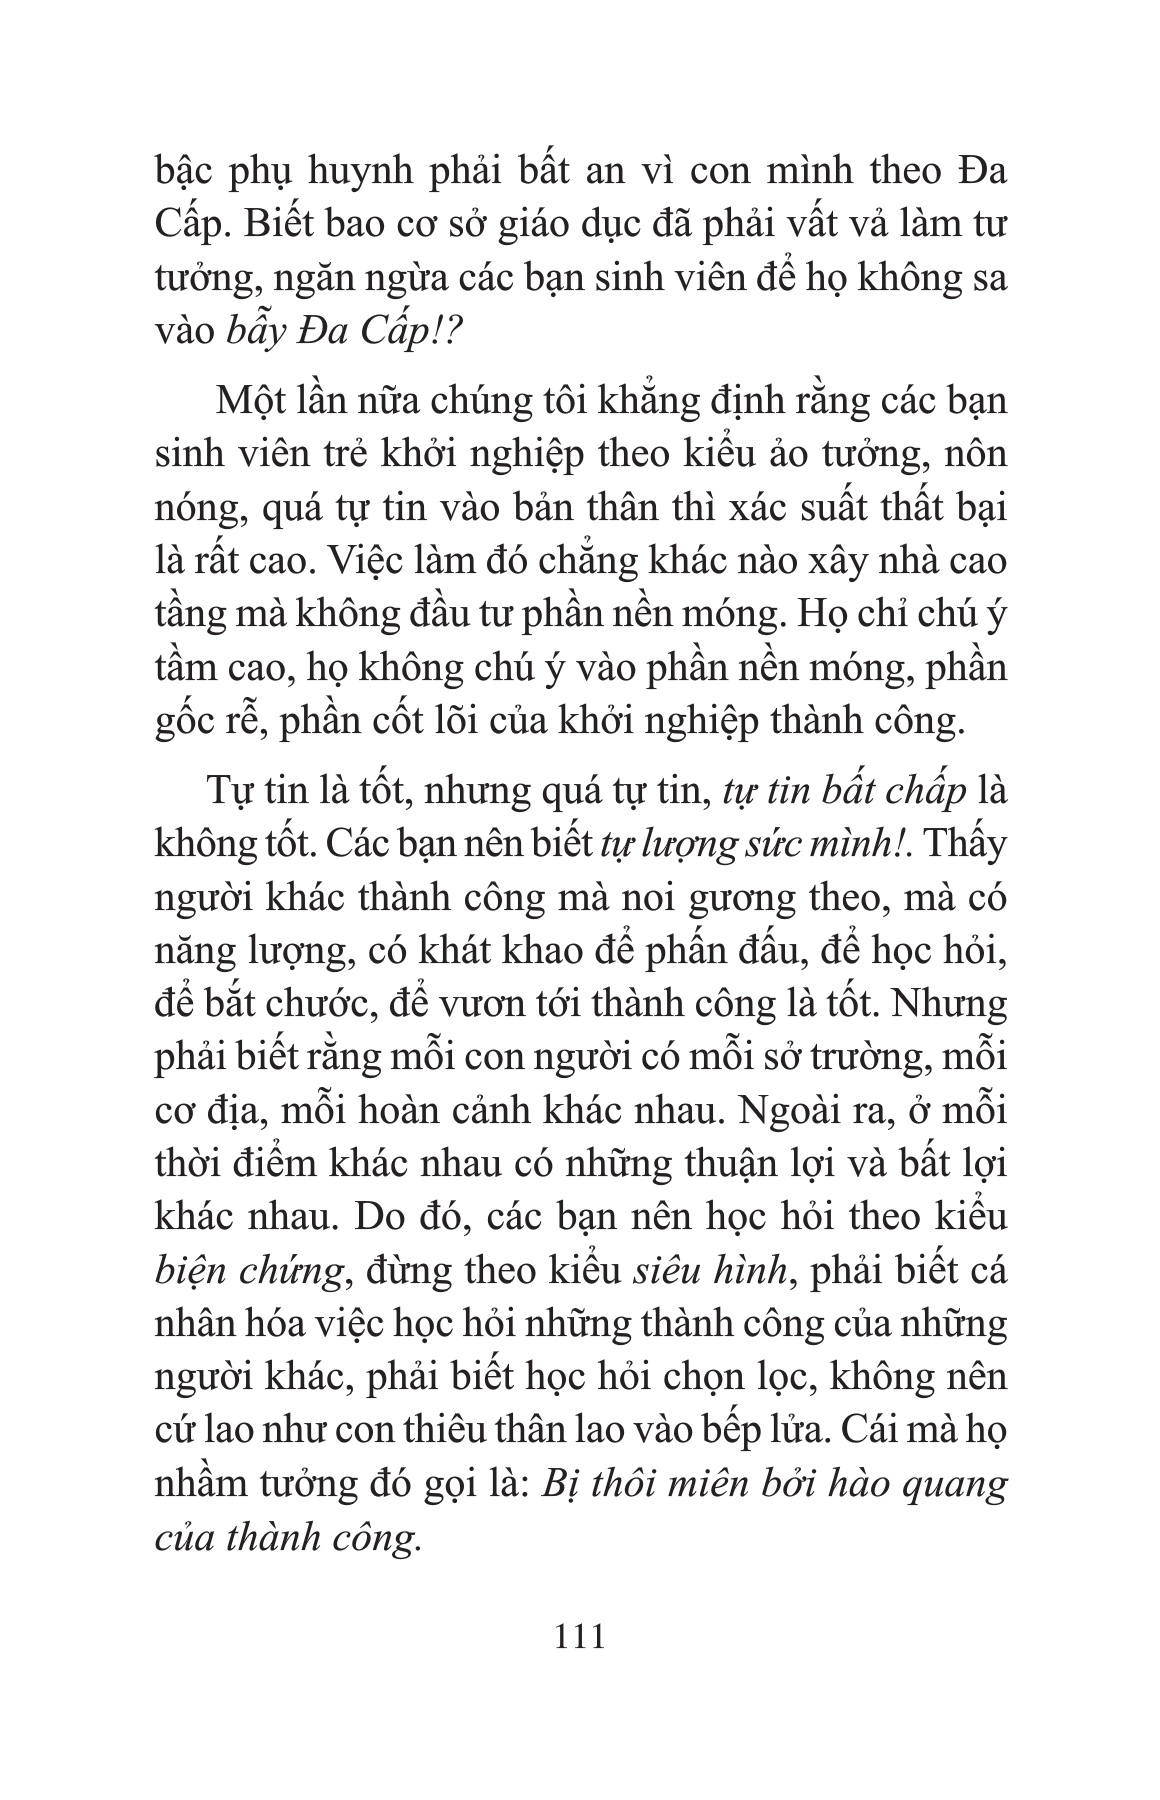 bậc phụ huynh phải bất an vì con mình theo Đa
Cấp. Biết bao cơ sở giáo dục đã phải vất vả làm tư
tưởng, ngăn ngừa các bạn sinh viên để họ không sa
vào bẫy Đa Cấp!?
Một lần nữa chúng tôi khẳng định rằng các bạn
sinh viên trẻ khởi nghiệp theo kiểu ảo tưởng, nôn
nóng, quá tự tin vào bản thân thì xác suất thất bại
là rất cao. Việc làm đó chẳng khác nào xây nhà cao
tầng mà không đầu tư phần nền móng. Họ chỉ chú ý
tầm cao, họ không chú ý vào phần nền móng, phần
gốc rễ, phần cốt lõi của khởi nghiệp thành công.
Tự tin là tốt, nhưng quá tự tin, tự tin bất chấp là
không tốt. Các bạn nên biết tự lượng sức mình!. Thấy
người khác thành công mà noi gương theo, mà có
năng lượng, có khát khao để phấn đấu, để học hỏi,
để bắt chước, để vươn tới thành công là tốt. Nhưng
phải biết rằng mỗi con người có mỗi sở trường, mỗi
cơ địa, mỗi hoàn cảnh khác nhau. Ngoài ra, ở mỗi
thời điểm khác nhau có những thuận lợi và bất lợi
khác nhau. Do đó, các bạn nên học hỏi theo kiểu
biện chứng, đừng theo kiểu siêu hình, phải biết cá
nhân hóa việc học hỏi những thành công của những
người khác, phải biết học hỏi chọn lọc, không nên
cứ lao như con thiêu thân lao vào bếp lửa. Cái mà họ
nhầm tưởng đó gọi là: Bị thôi miên bởi hào quang
của thành công.
111